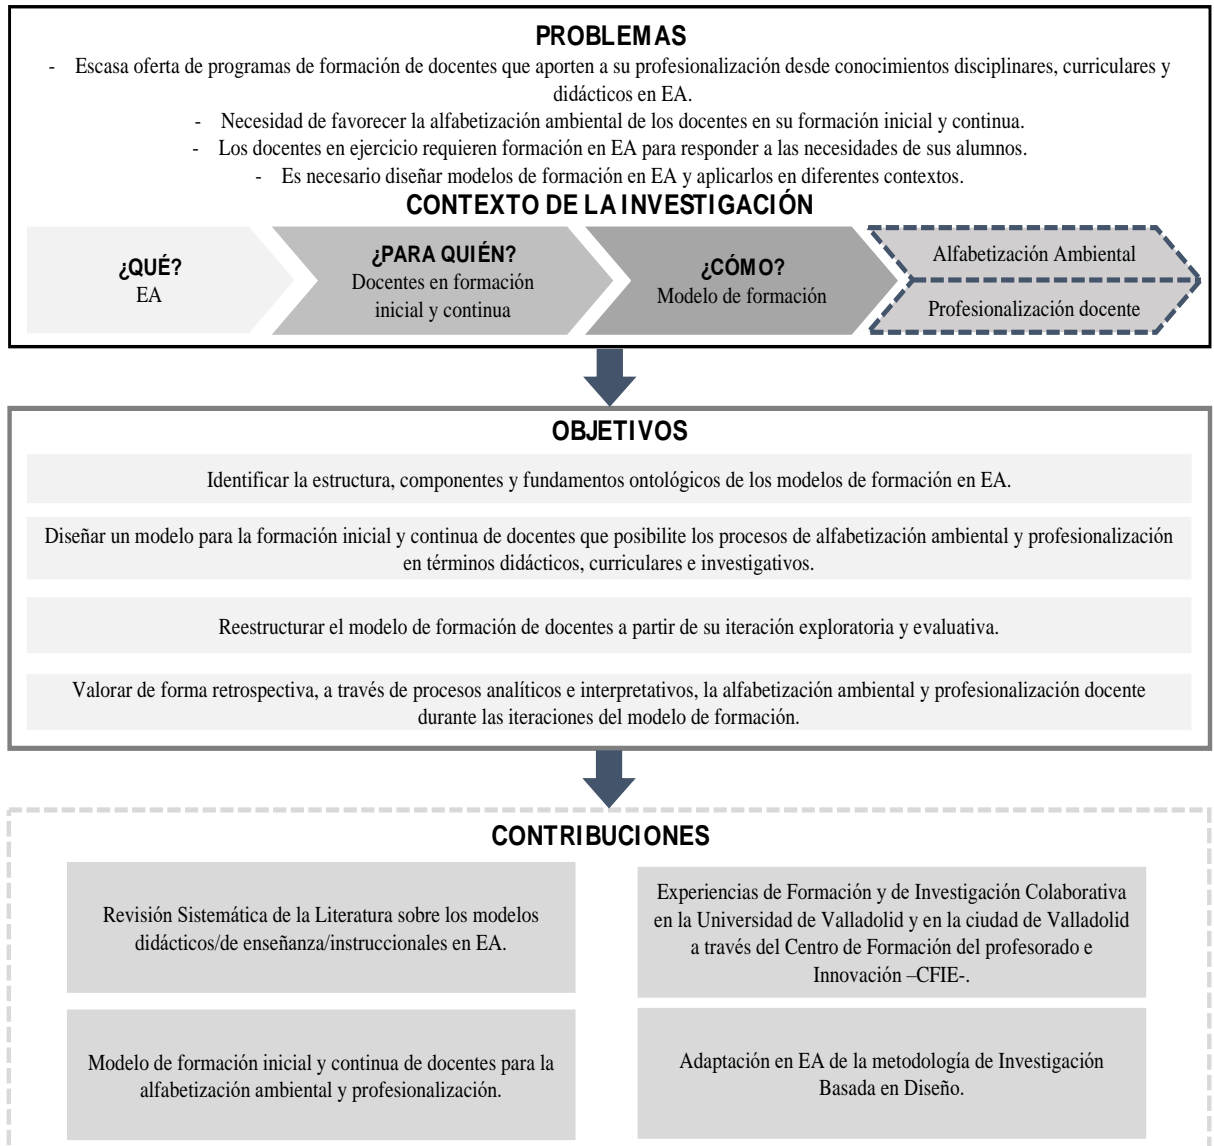 PROBLEMAS
- Escasa oferta de programas de formación de docentes que aporten a su profesionalización desde conocimientos disciplinares, curriculares y
didácticos en EA.
- Necesidad de favorecer la alfabetización ambiental de los docentes en su formación inicial y continua.
- Los docentes en ejercicio requieren formación en EA para responder a las necesidades de sus alumnos.
- Es necesario diseñar modelos de formación en EA y aplicarlos en diferentes contextos.
CONTEXTO DE LA INVESTIGACIÓN
¿QUÉ?
EA
¿PARA QUIÉN?
Docentes en formación
inicial y continua
¿CÓMO?
Modelo de formación
Alfabetización Ambiental
Profesionalización docente
OBJETIVOS
Identificar la estructura, componentes y fundamentos ontológicos de los modelos de formación en EA.
Diseñar un modelo para la formación inicial y continua de docentes que posibilite los procesos de alfabetización ambiental y profesionalización
en términos didácticos, curriculares e investigativos.
Reestructurar el modelo de formación de docentes a partir de su iteración exploratoria y evaluativa.
Valorar de forma retrospectiva, a través de procesos analíticos e interpretativos, la alfabetización ambiental y profesionalización docente
durante las iteraciones del modelo de formación.
CONTRIBUCIONES
Revisión Sistemática de la Literatura sobre los modelos
didácticos/de enseñanza/instruccionales en EA.
Experiencias de Formación y de Investigación Colaborativa
en la Universidad de Valladolid y en la ciudad de Valladolid
a través del Centro de Formación del profesorado e
Innovación –CFIE-.
Modelo de formación inicial y continua de docentes para la
alfabetización ambiental y profesionalización.
Adaptación en EA de la metodología de Investigación
Basada en Diseño.